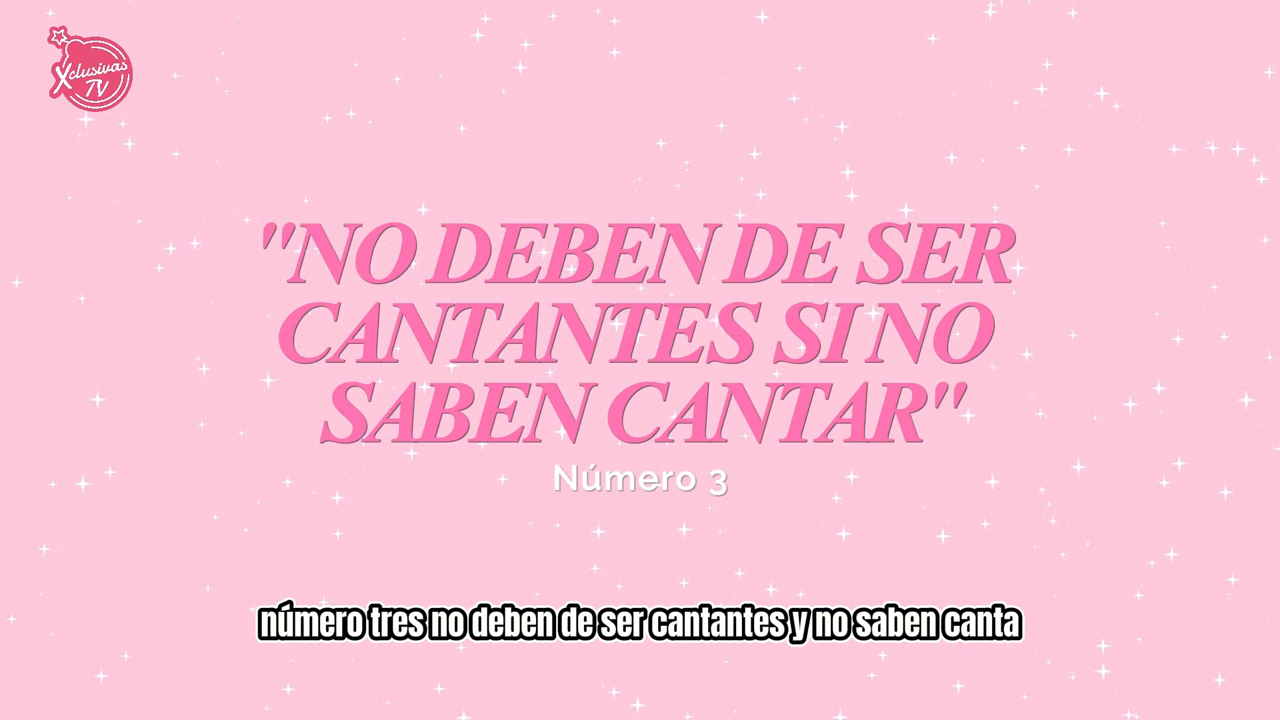 Xclusivas
TV
"NO DEBEN DE SER
CANTANTES SI NO
SABEN CANTAR"
Número 3
número tres no deben de ser cantantes y no saben canta